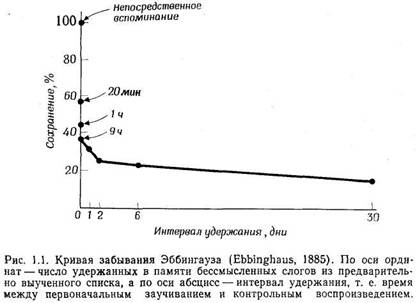 Непосредственное
вспоминание
100
80
60
40
20
20 мин
1 ч
9 ч
Сохранение, %
0 1 2 6 30
Интервал удержания, дни
Рис. 1.1. Кривая забывания Эббингауза (Ebbinghaus, 1885). По оси орди-
нат — число удержанных в памяти бессмысленных слогов из предваритель-
но выученного списка, а по оси абсцисс — интервал удержания, т. е. время
между первоначальным заучиванием и контрольным воспроизведением.